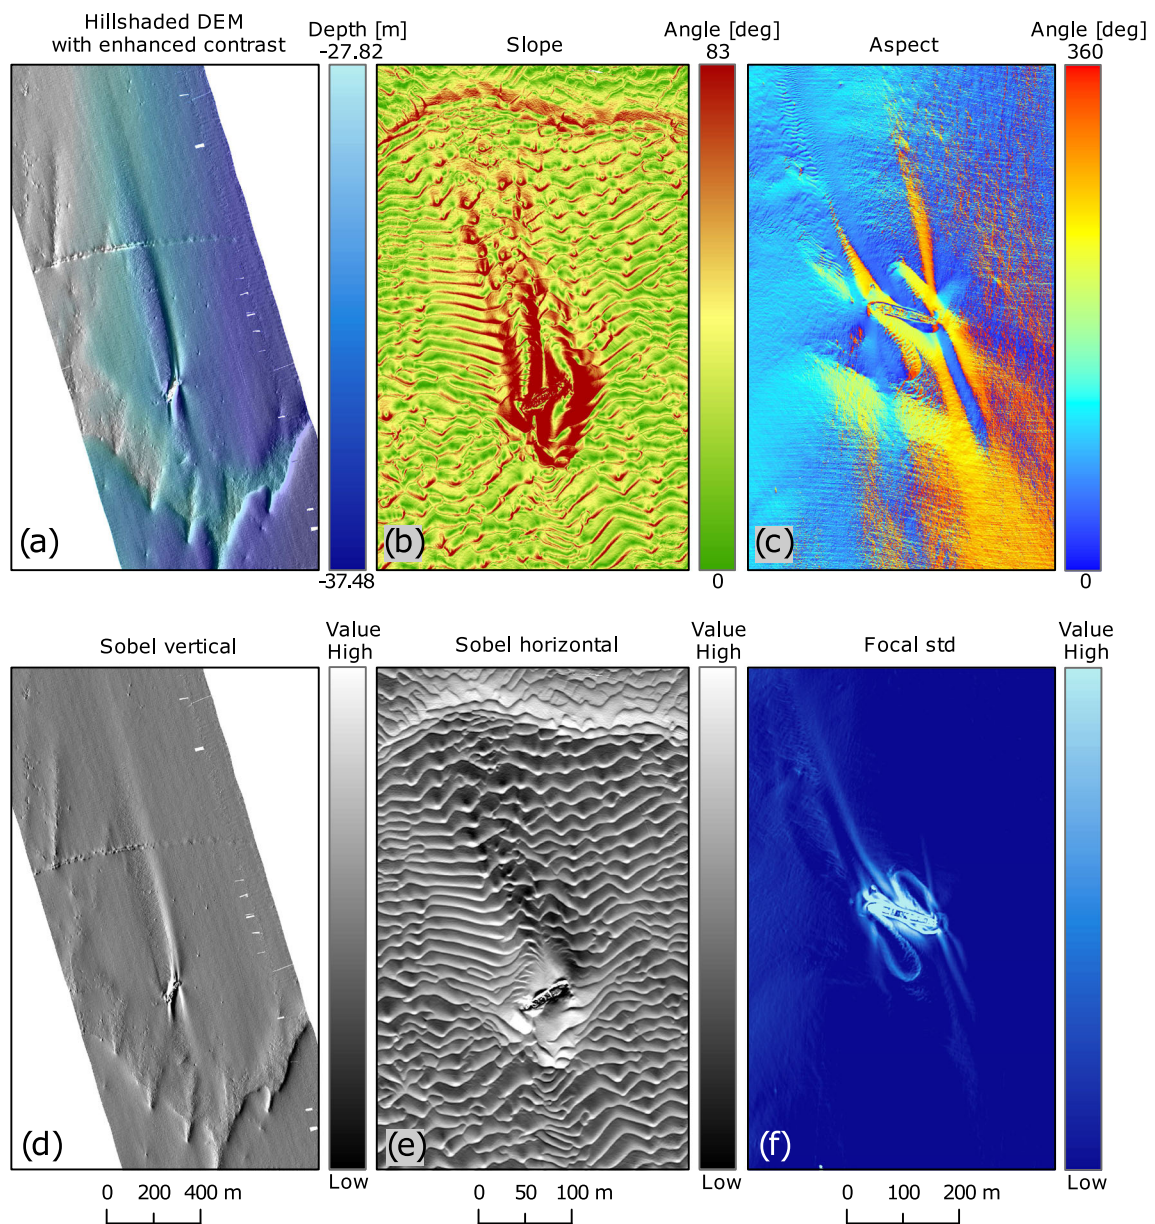 Hillshaded DEM
with enhanced contrast
Depth [m]
-27.82
Slope
Angle [deg]
83
Aspect
Angle [deg]
360
(a)
(b)
(c)
-37.48
0
0
Sobel vertical
Value
High
Sobel horizontal
Value
High
Focal std
Value
High
(d)
(e)
(f)
Low
Low
Low
0 200 400 m
0 50 100 m
0 100 200 m